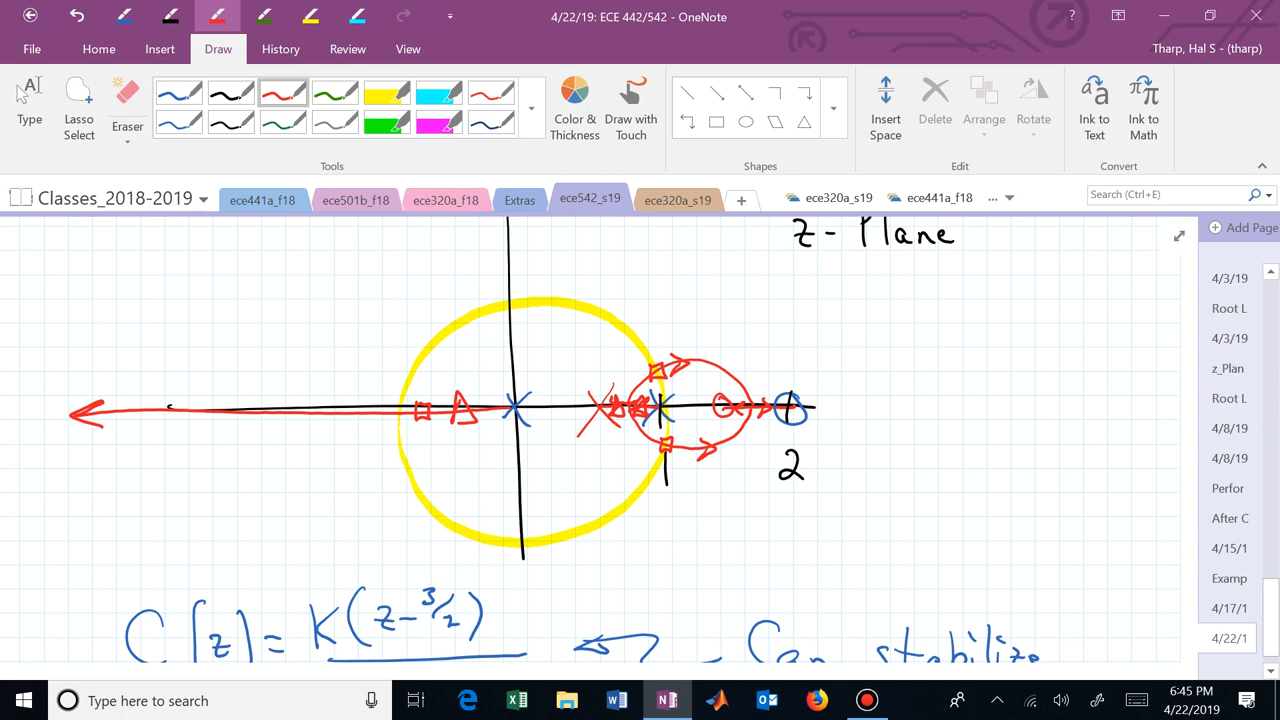 4/22/19: ECE 442/542 - OneNote
?
File Home Insert Draw History Review View
Tharp, Hal S - (tharp)
Type
Lasso Select
Eraser
Color & Thickness
Draw with Touch
Insert Space
Delete
Arrange
Rotate
Ink to Text
Ink to Math
Tools
Shapes
Edit
Convert
Classes_2018-2019
ece441a_f18
ece501b_f18
ece320a_f18
Extras
ece542_s19
ece320a_s19
ece320a_s19
ece441a_f18
...
Search (Ctrl+E)
z - Plane
Add Page
4/3/19
Root L
4/3/19
z_Plan
Root L
4/8/19
4/8/19
Perfor
After C
4/15/1
Examp
4/17/1
4/22/1
1
2
C(z) = K(z-3/2)
Can stabilize
Type here to search
6:45 PM
4/22/2019